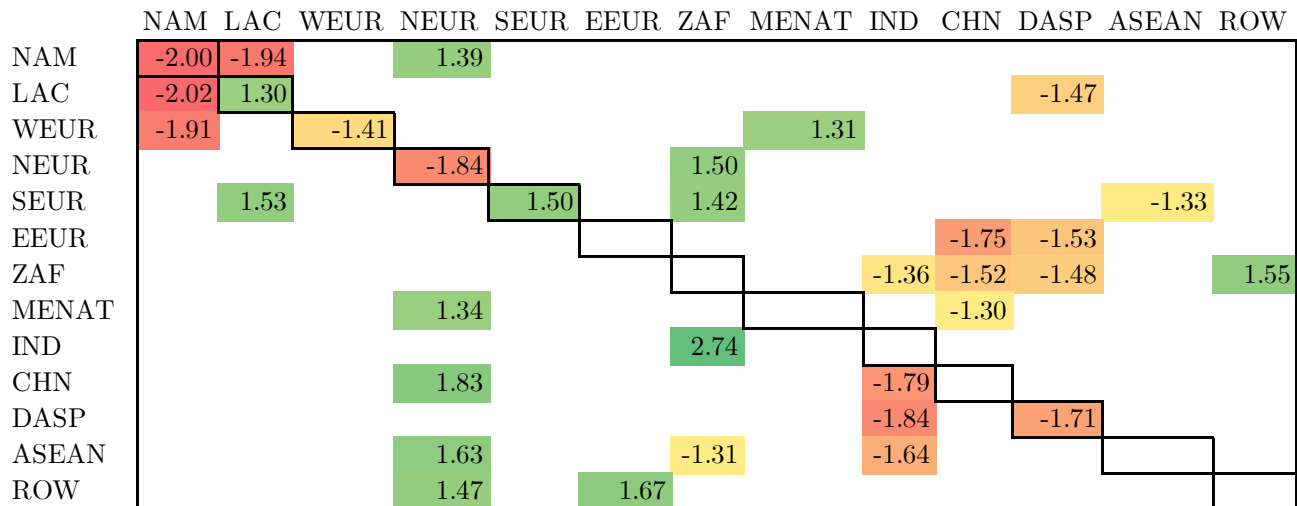 NAM LAC WEUR NEUR SEUR EEUR ZAF MENAT IND CHN DASP ASEAN ROW
NAM -2.00 -1.94 1.39
LAC -2.02 1.30 -1.47
WEUR -1.91 -1.41 1.31
NEUR -1.84 1.50
SEUR 1.53 1.50 1.42 -1.33
EEUR -1.75 -1.53
ZAF -1.36 -1.52 -1.48 1.55
MENAT 1.34 -1.30
IND 2.74
CHN 1.83 -1.79
DASP -1.84 -1.71
ASEAN 1.63 -1.31 -1.64
ROW 1.47 1.67